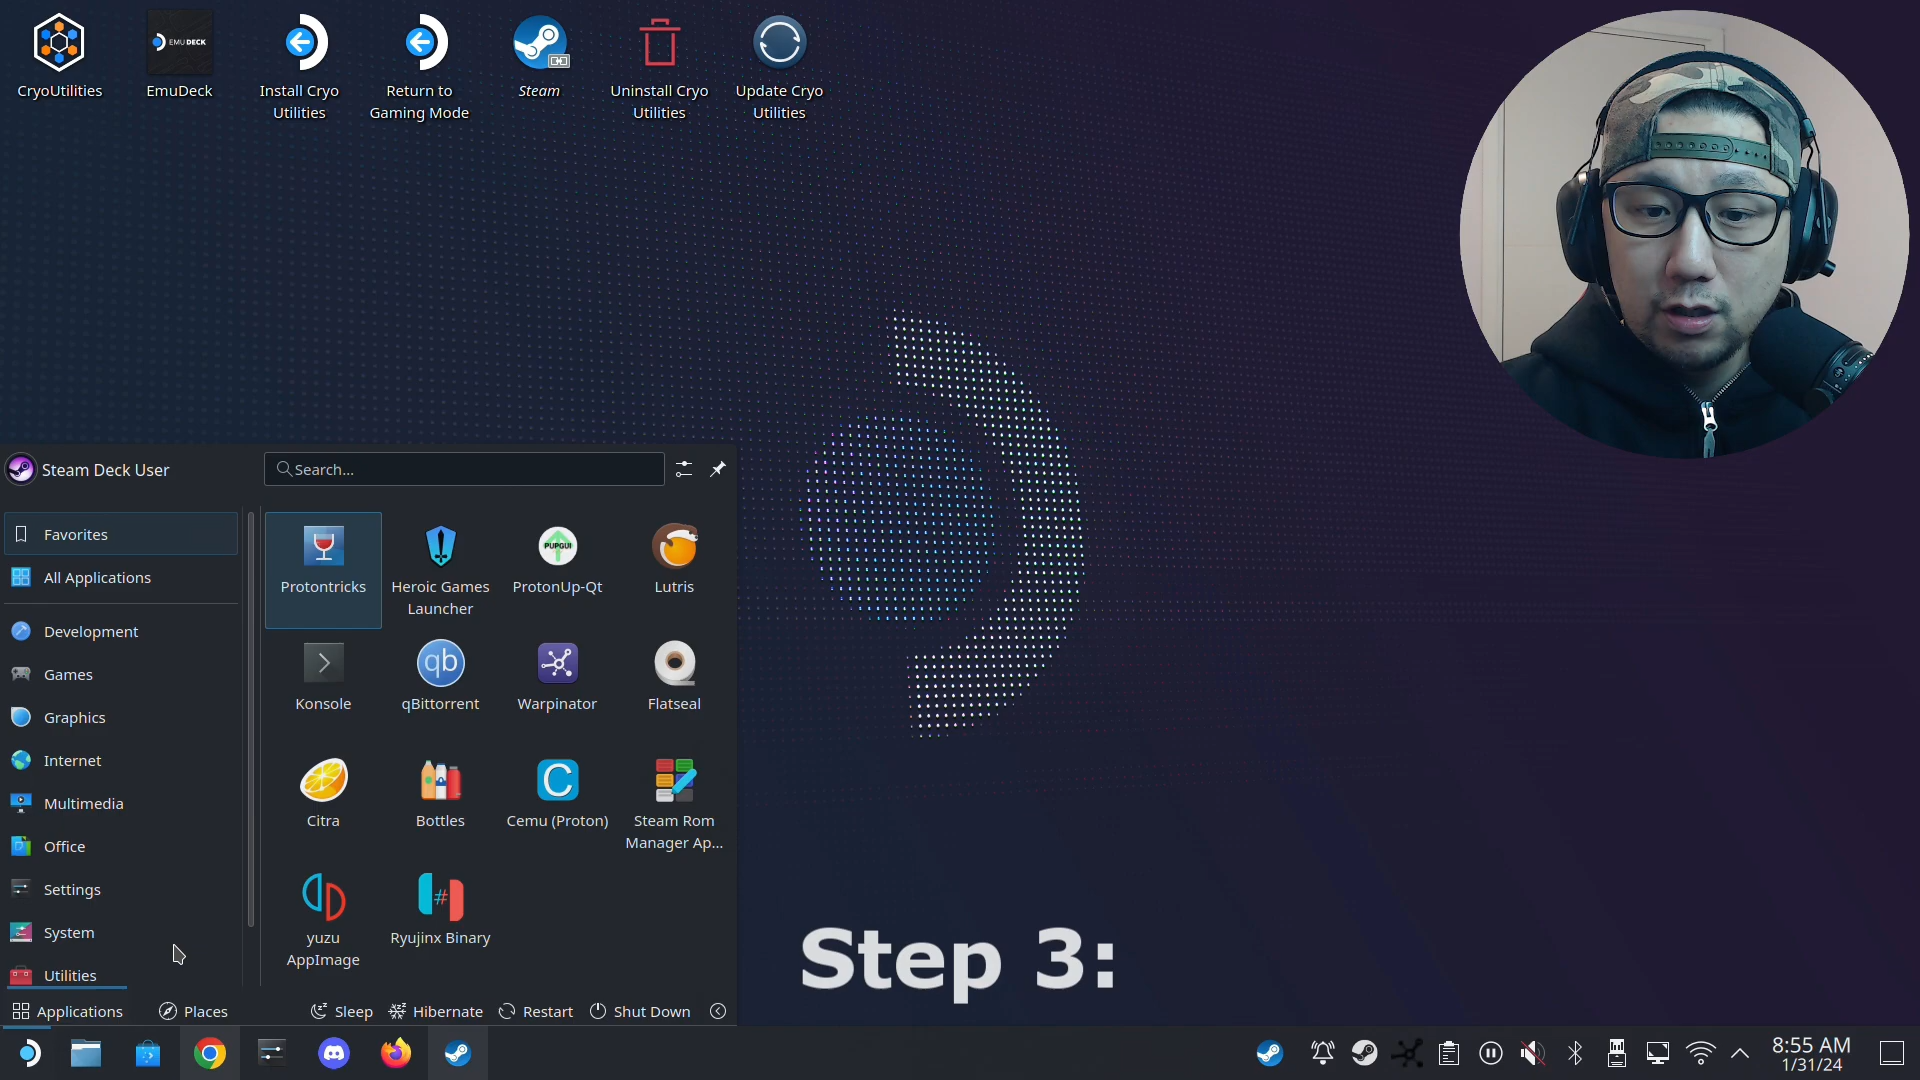 CryoUtilities
EMUDECK
EmuDeck
Install Cryo
Utilities
Return to
Gaming Mode
Steam
Uninstall Cryo
Utilities
Update Cryo
Utilities
Steam Deck User
Search...
Favorites
All Applications
Development
Games
Graphics
Internet
Multimedia
Office
Settings
System
Utilities
Protontricks
Heroic Games
Launcher
PUPGUI
ProtonUp-Qt
Lutris
Konsole
qb
qBittorrent
Warpinator
Flatseal
Citra
Bottles
C
Cemu (Proton)
Steam Rom
Manager Ap...
yuzu
AppImage
#
Ryujinx Binary
Applications
Places
Sleep
Hibernate
Restart
Shut Down
Step 3:
8:55 AM
1/31/24